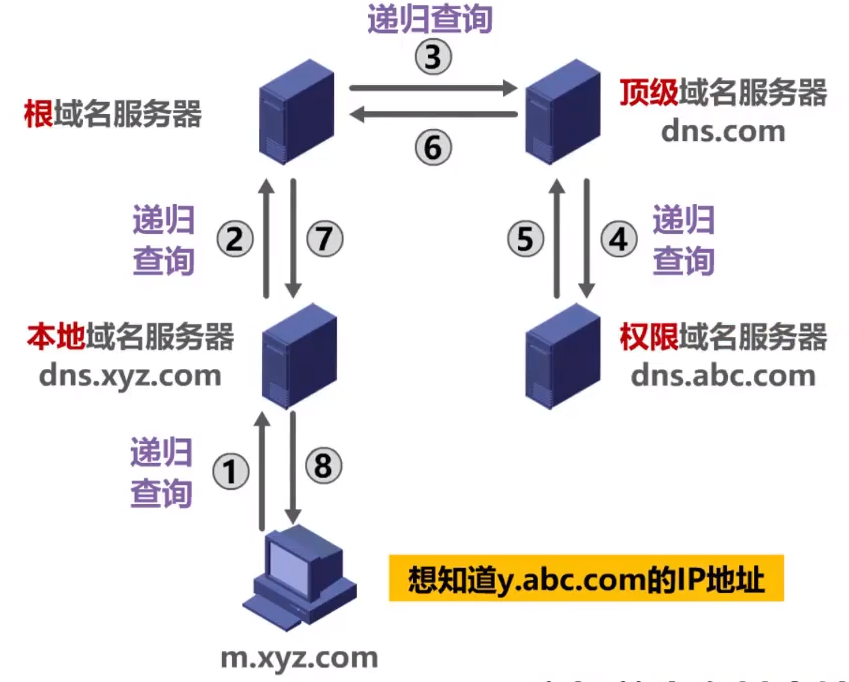 递归查询
③
根域名服务器
顶级域名服务器
dns.com
⑥
递归
查询
②
⑦
⑤
④
递归
查询
本地域名服务器
dns.xyz.com
权限域名服务器
dns.abc.com
递归
查询
①
⑧
想知道y.abc.com的IP地址
m.xyz.com